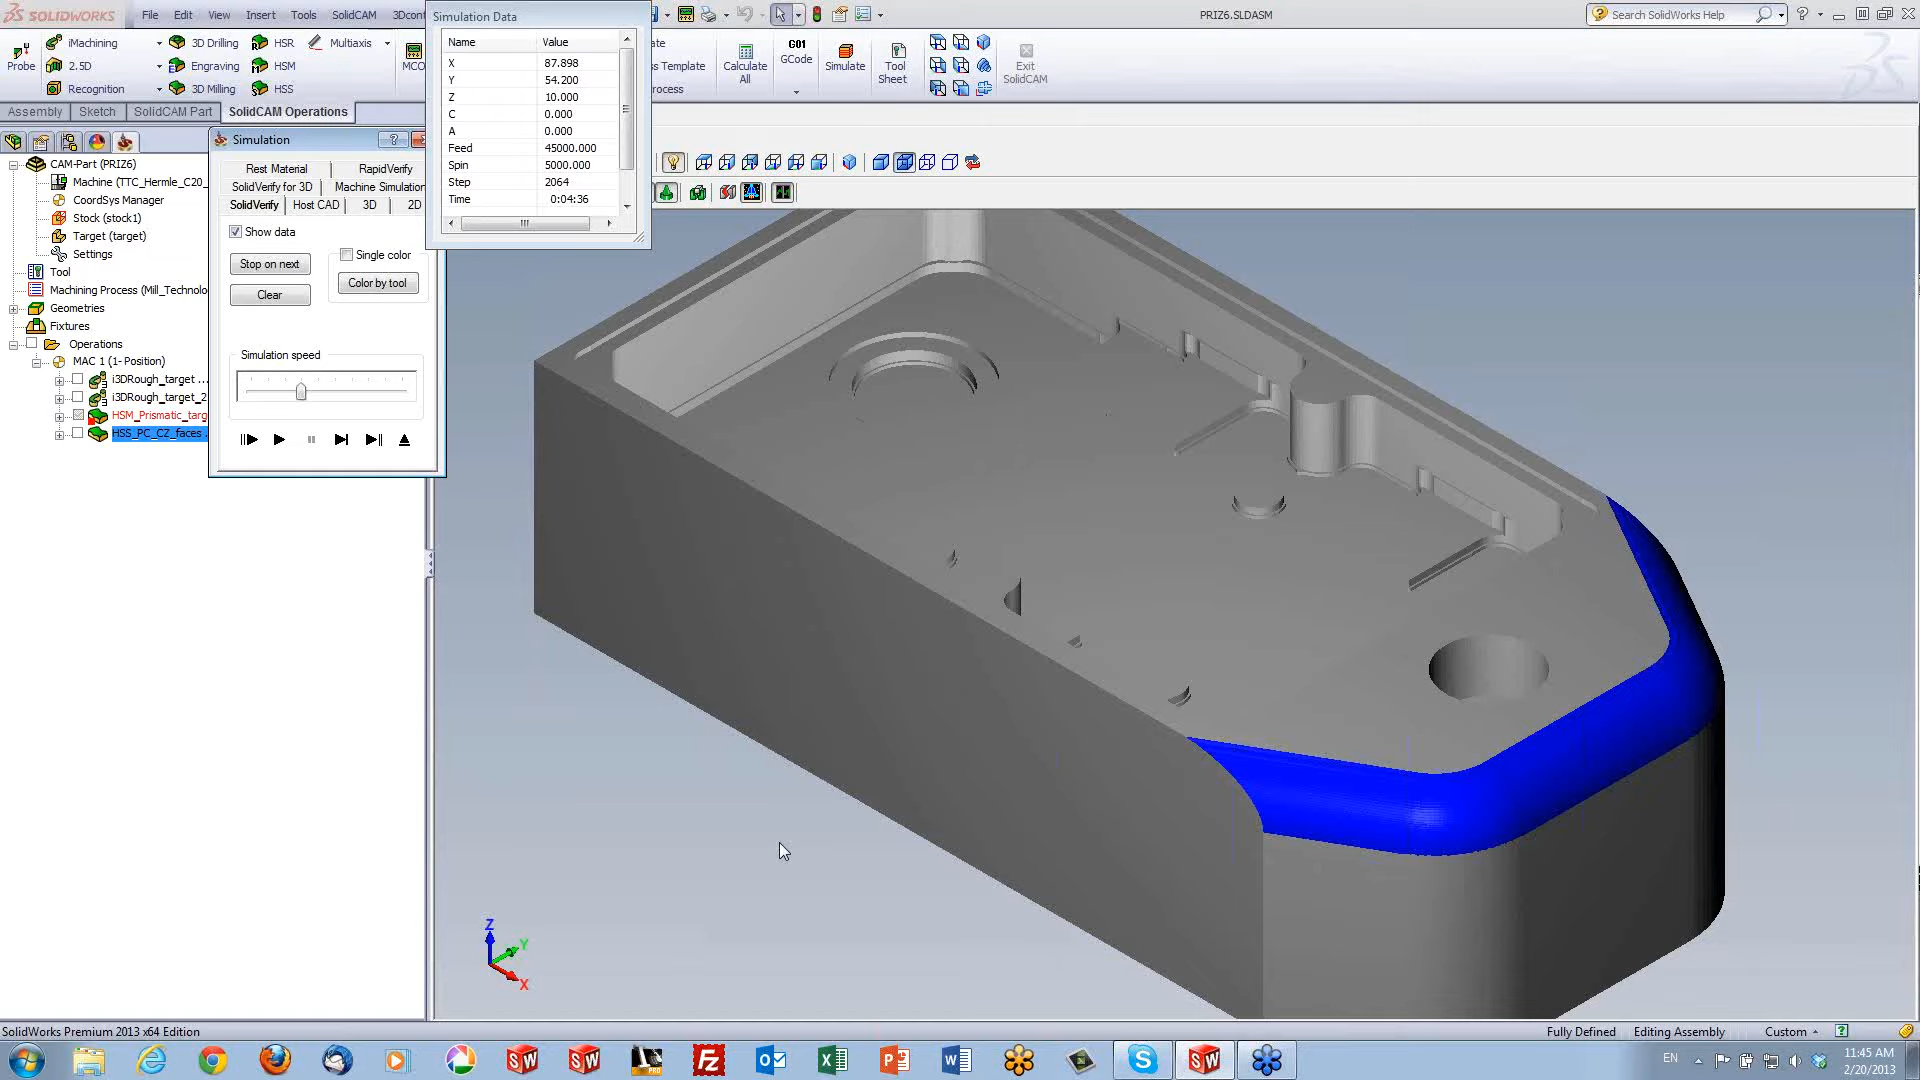 SOLIDWORKS File Edit View Insert Tools SolidCAM 3Dcont
PRIZ6.SLDASM
Search SolidWorks Help
Simulation Data
Name Value
X 87.898
Y 54.200
Z 10.000
C 0.000
A 0.000
Feed 45000.000
Spin 5000.000
Step 2064
Time 0:04:36
Probe
iMachining
2.5D
Recognition
3D Drilling
Engraving
3D Milling
HSR
HSM
HSS
Multiaxis
MCO
ate
ss Template
rocess
Calculate
All
G01
GCode
Simulate
Tool
Sheet
Exit
SolidCAM
Assembly Sketch SolidCAM Part SolidCAM Operations
CAM-Part (PRIZ6)
Machine (TTC_Hermle_C20_
CoordSys Manager
Stock (stock1)
Target (target)
Settings
Tool
Machining Process (Mill_Technolo
Geometries
Fixtures
Operations
MAC 1 (1- Position)
i3DRough_target ...
i3DRough_target_2
HSM_Prismatic_targ
HSS_PC_CZ_faces .
Simulation
Rest Material RapidVerify
SolidVerify for 3D Machine Simulation
SolidVerify Host CAD 3D 2D
Show data
Stop on next
Clear
Single color
Color by tool
Simulation speed
Z
Y
X
SolidWorks Premium 2013 x64 Edition
Fully Defined Editing Assembly Custom
EN
11:45 AM
2/20/2013